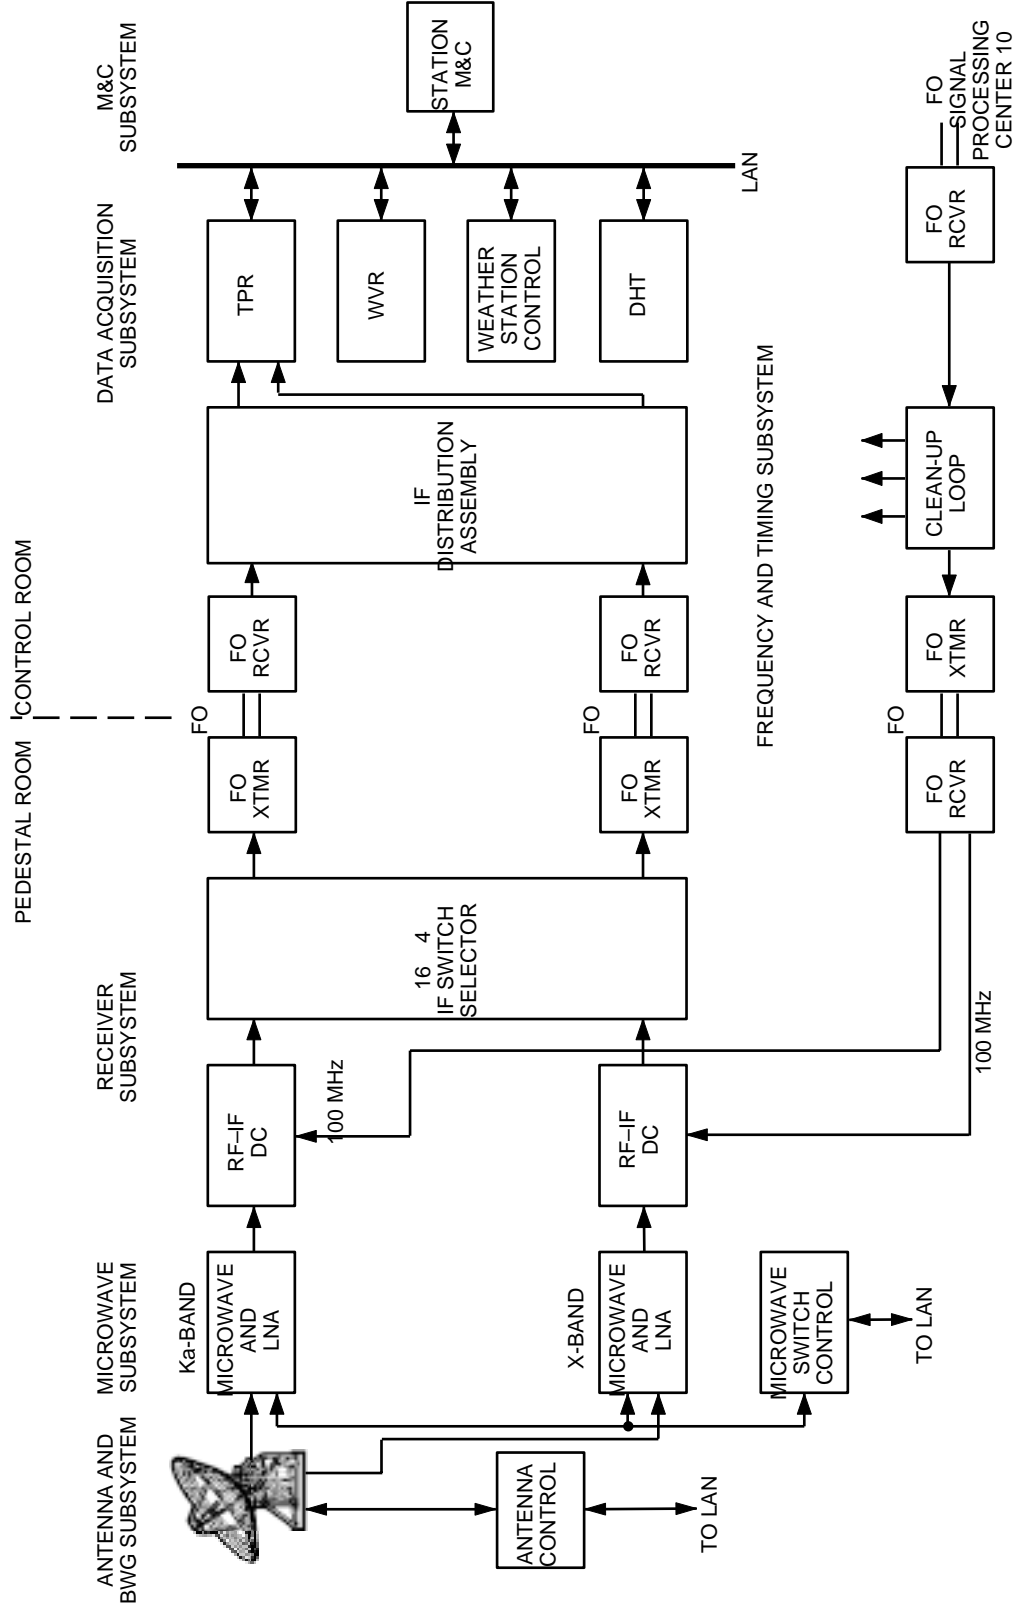 PEDESTAL ROOM
CONTROL ROOM
ANTENNA AND
BWG SUBSYSTEM
MICROWAVE
SUBSYSTEM
RECEIVER
SUBSYSTEM
DATA ACQUISITION
SUBSYSTEM
M&C
SUBSYSTEM
Ka-BAND
MICROWAVE
AND
LNA
RF–IF
DC
100 MHz
16 4
IF SWITCH
SELECTOR
FO
XTMR
FO
FO
RCVR
IF
DISTRIBUTION
ASSEMBLY
TPR
WVR
WEATHER
STATION
CONTROL
DHT
LAN
STATION
M&C
ANTENNA
CONTROL
TO LAN
X-BAND
MICROWAVE
AND
LNA
RF–IF
DC
FO
XTMR
FO
FO
RCVR
MICROWAVE
SWITCH
CONTROL
TO LAN
FREQUENCY AND TIMING SUBSYSTEM
100 MHz
FO
RCVR
FO
FO
XTMR
CLEAN-UP
LOOP
FO
RCVR
FO
SIGNAL
PROCESSING
CENTER 10